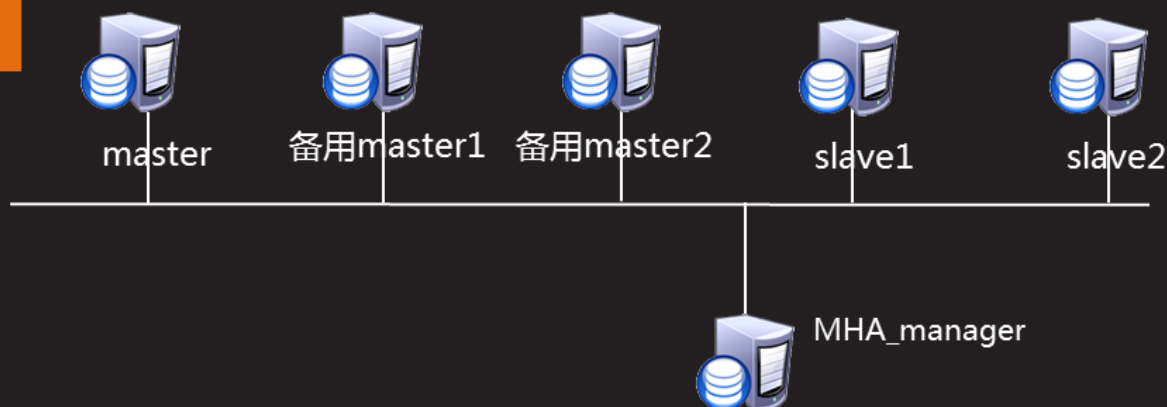 master
备用master1
备用master2
slave1
slave2
MHA_manager